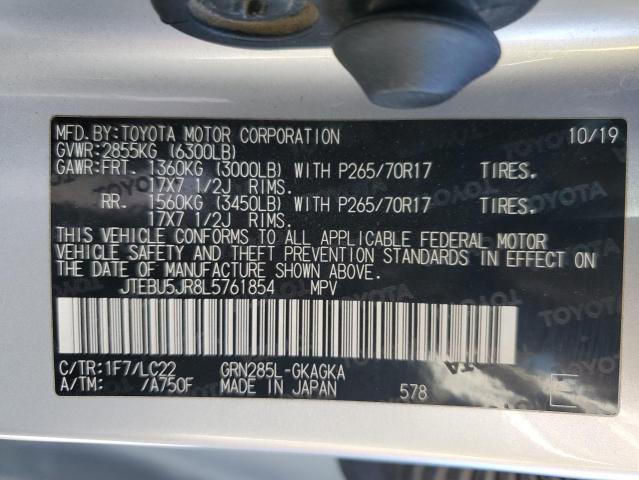 MFD.BY:TOYOTA MOTOR CORPORATION 10/19
GVWR:2855KG (6300LB)
GAWR:FRT. 1360KG (3000LB) WITH P265/70R17 TIRES.
17X7 1/2J RIMS.
RR. 1560KG (3450LB) WITH P265/70R17 TIRES.
17X7 1/2J RIMS.
THIS VEHICLE CONFORMS TO ALL APPLICABLE FEDERAL MOTOR
VEHICLE SAFETY AND THEFT PREVENTION STANDARDS IN EFFECT ON
THE DATE OF MANUFACTURE SHOWN ABOVE.
JTEBU5JR8L5761854 MPV
C/TR:1F7/LC22 GRN285L-GKAGKA
A/TM: /A750F MADE IN JAPAN 578